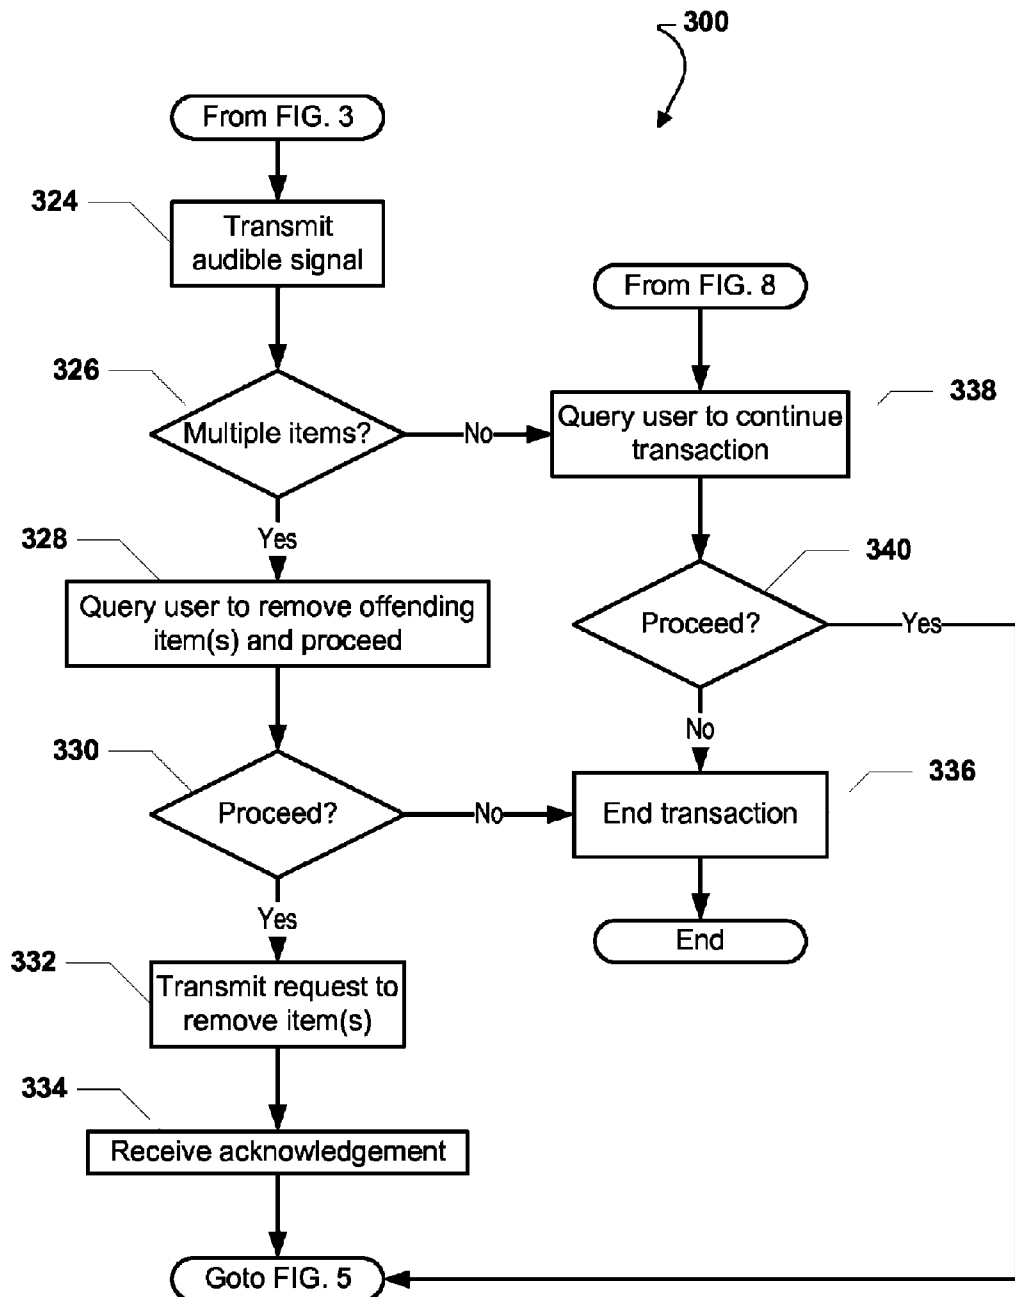 300
From FIG. 3
324
Transmit
audible signal
From FIG. 8
326
Multiple items?
No
338
Query user to continue
transaction
Yes
328
Query user to remove offending
item(s) and proceed
340
Proceed?
Yes
No
330
Proceed?
No
336
End transaction
Yes
End
332
Transmit request to
remove item(s)
334
Receive acknowledgement
Goto FIG. 5